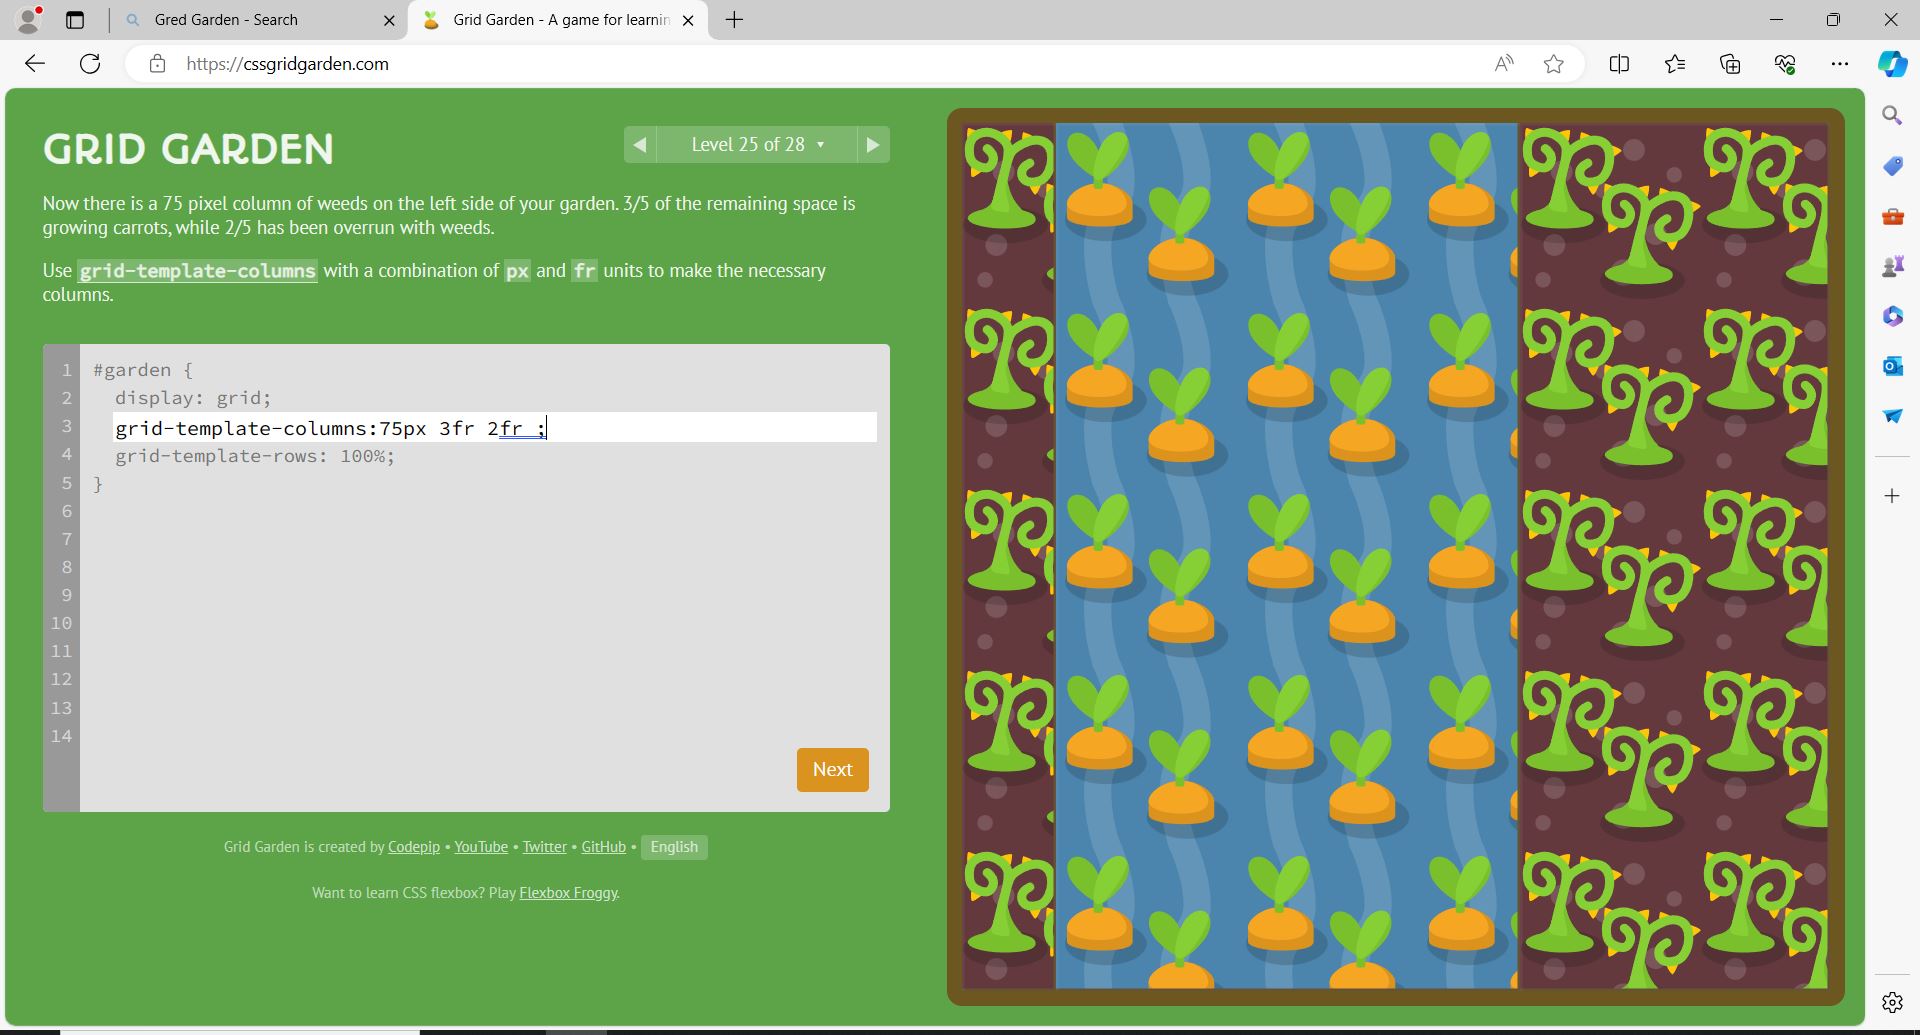 Gred Garden - Search
Grid Garden - A game for learnin
https://cssgridgarden.com
GRID GARDEN
Level 25 of 28
Now there is a 75 pixel column of weeds on the left side of your garden. 3/5 of the remaining space is
growing carrots, while 2/5 has been overrun with weeds.
Use grid-template-columns with a combination of px and fr units to make the necessary
columns.
1 #garden {
2 display: grid;
3 grid-template-columns:75px 3fr 2fr ;
4 grid-template-rows: 100%;
5 }
6
7
8
9
10
11
12
13
14
Next
Grid Garden is created by Codepip • YouTube • Twitter • GitHub • English
Want to learn CSS flexbox? Play Flexbox Froggy.